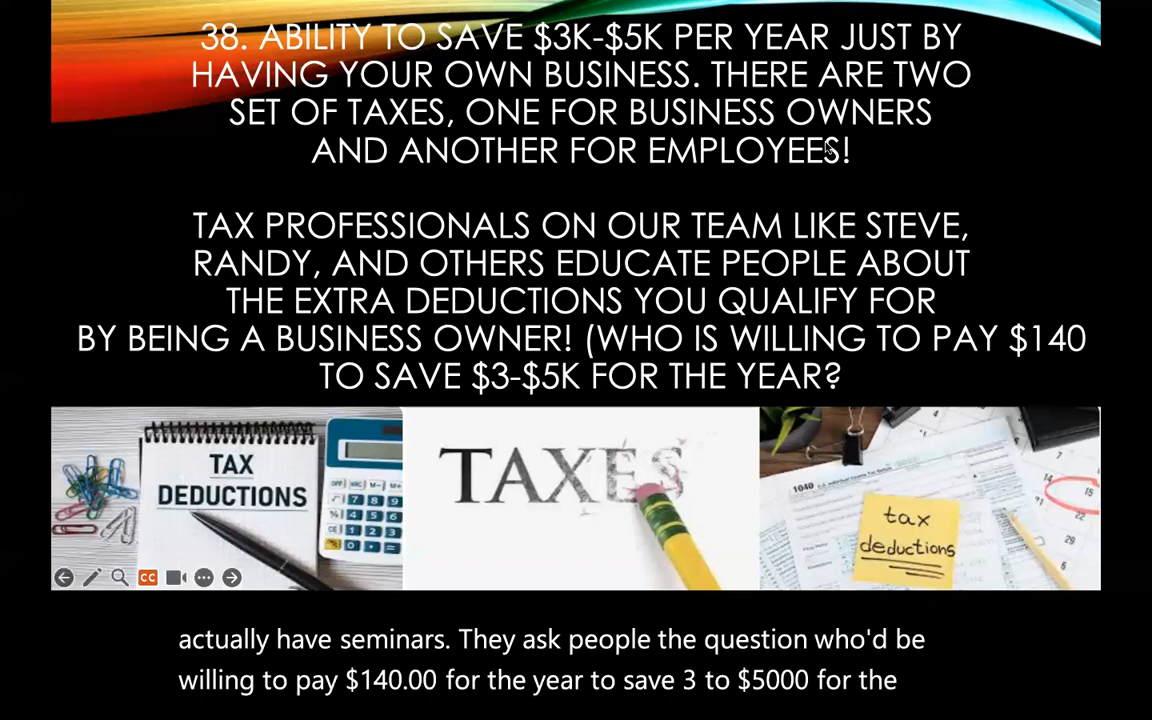 38. ABILITY TO SAVE $3K-$5K PER YEAR JUST BY
HAVING YOUR OWN BUSINESS. THERE ARE TWO
SET OF TAXES, ONE FOR BUSINESS OWNERS
AND ANOTHER FOR EMPLOYEES!
TAX PROFESSIONALS ON OUR TEAM LIKE STEVE,
RANDY, AND OTHERS EDUCATE PEOPLE ABOUT
THE EXTRA DEDUCTIONS YOU QUALIFY FOR
BY BEING A BUSINESS OWNER! (WHO IS WILLING TO PAY $140
TO SAVE $3-$5K FOR THE YEAR?
TAX
DEDUCTIONS
TAXES
1040
tax
deductions
CC
actually have seminars. They ask people the question who'd be
willing to pay $140.00 for the year to save 3 to $5000 for the